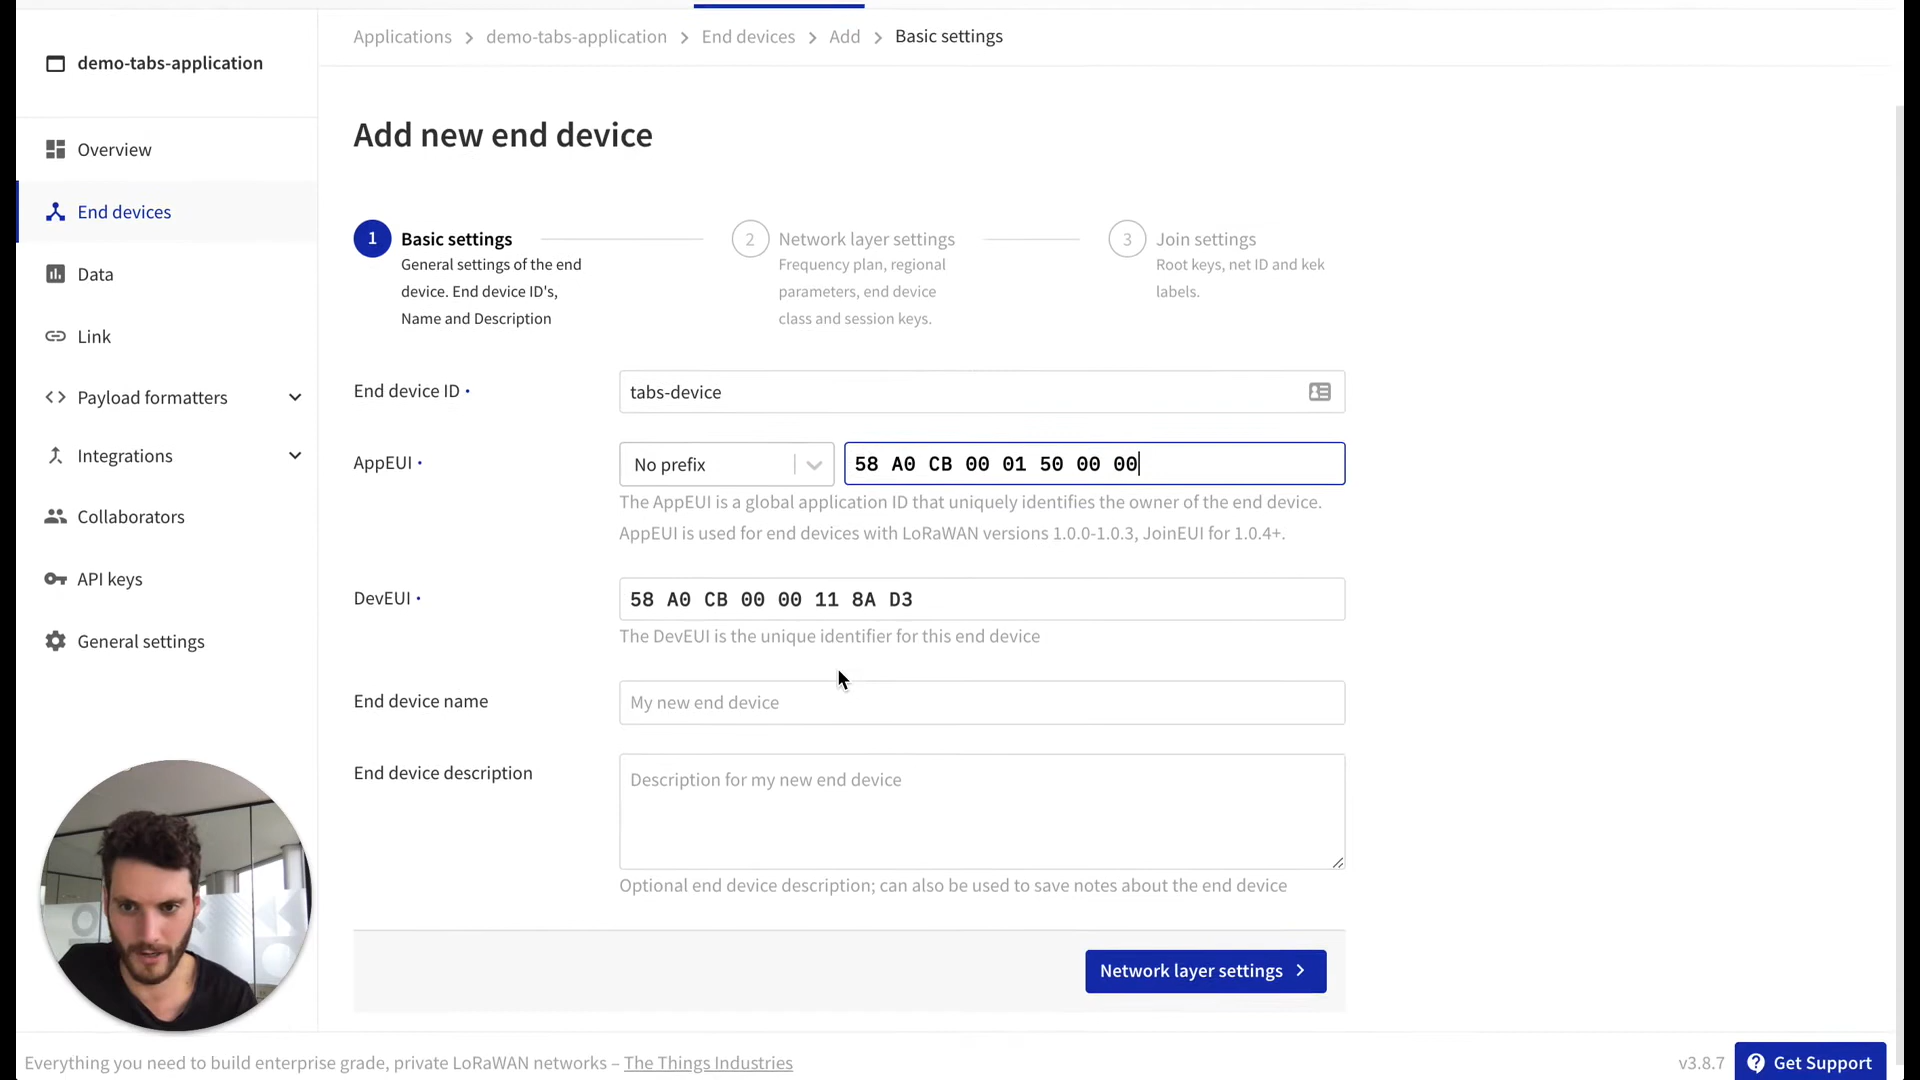 Applications > demo-tabs-application > End devices > Add > Basic settings
demo-tabs-application
Overview
End devices
Data
Link
Payload formatters
Integrations
Collaborators
API keys
General settings
Add new end device
1 Basic settings
General settings of the end
device. End device ID's,
Name and Description
2 Network layer settings
Frequency plan, regional
parameters, end device
class and session keys.
3 Join settings
Root keys, net ID and kek
labels.
End device ID • tabs-device
AppEUI • No prefix 58 A0 CB 00 01 50 00 00
The AppEUI is a global application ID that uniquely identifies the owner of the end device.
AppEUI is used for end devices with LoRaWAN versions 1.0.0-1.0.3, JoinEUI for 1.0.4+.
DevEUI • 58 A0 CB 00 00 11 8A D3
The DevEUI is the unique identifier for this end device
End device name My new end device
End device description Description for my new end device
Optional end device description; can also be used to save notes about the end device
Network layer settings >
Everything you need to build enterprise grade, private LoRaWAN networks – The Things Industries
v3.8.7 Get Support